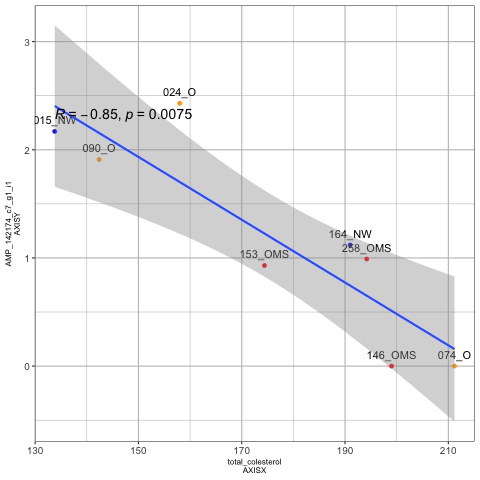 3
2
1
0
024_O
R = −0.85, p = 0.0075
015_NW
090_O
164_NW
258_OMS
153_OMS
146_OMS
074_O
130
150
170
190
210
total_colesterol
AXISX
AMP_142174_c7_g1_i1
AXISY